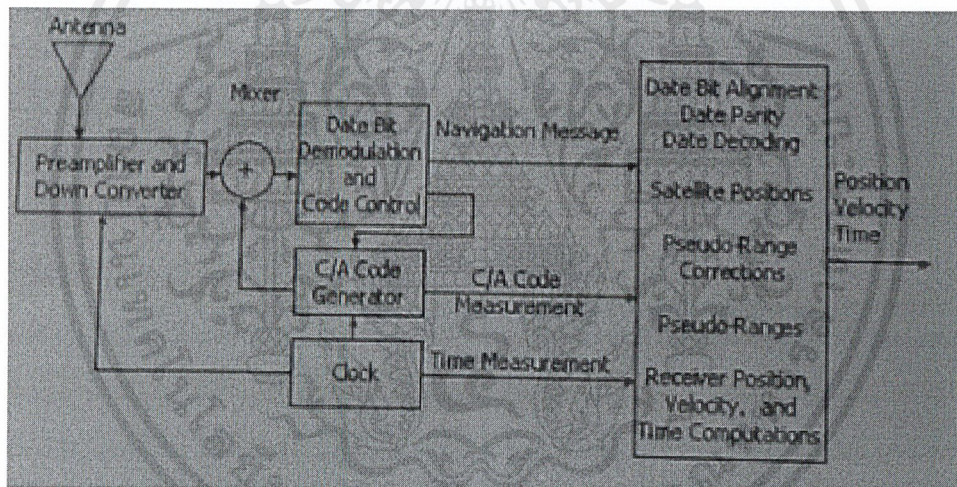 Antenna
Mixer
Preamplifier and
Down Converter
+
Date Bit
Demodulation
and
Code Control
Navigation Message
C/A Code
Generator
C/A Code
Measurement
Clock
Time Measurement
Date Bit Alignment
Date Parity
Date Decoding
Satellite Positions
Pseudo-Range
Corrections
Pseudo-Ranges
Receiver Position,
Velocity, and
Time Computations
Position
Velocity
Time